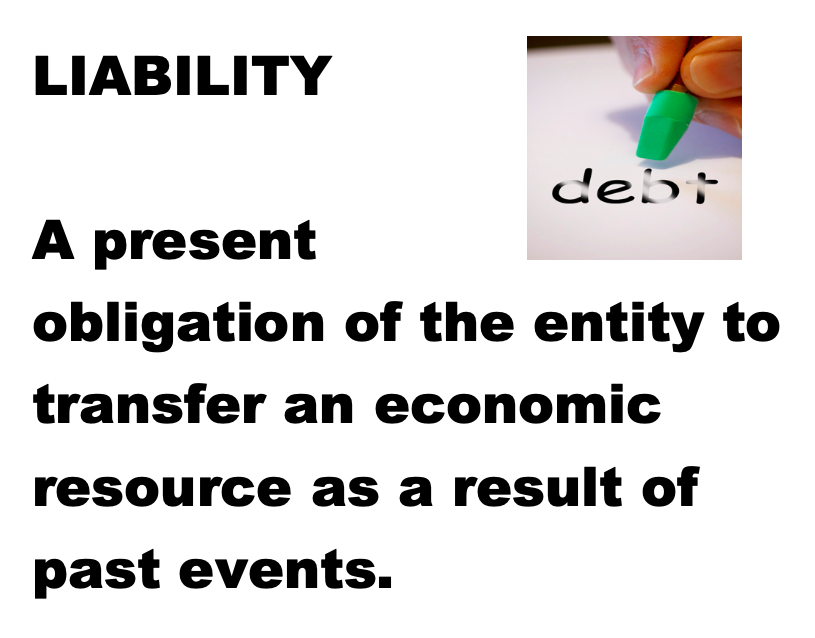 LIABILITY
debt
A present
obligation of the entity to
transfer an economic
resource as a result of
past events.